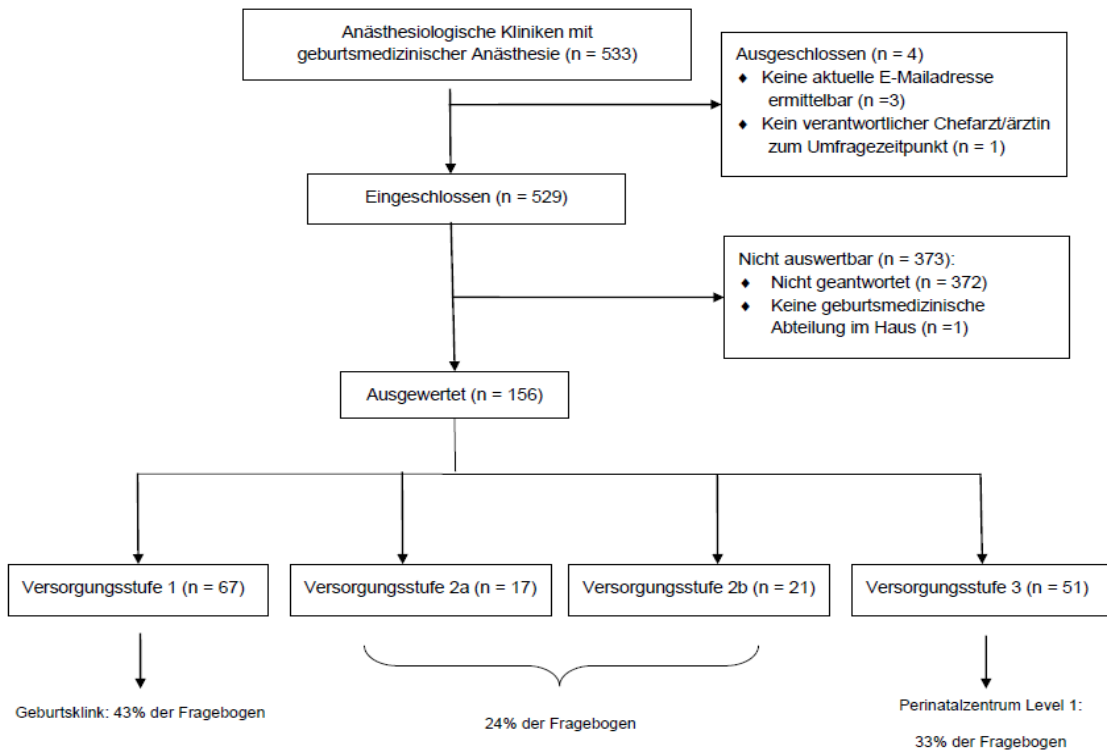 Anästhesiologische Kliniken mit
geburtsmedizinischer Anästhesie (n = 533)
Ausgeschlossen (n = 4)
♦ Keine aktuelle E-Mailadresse
ermittelbar (n =3)
♦ Kein verantwortlicher Chefarzt/ärztin
zum Umfragezeitpunkt (n = 1)
Eingeschlossen (n = 529)
Nicht auswertbar (n = 373):
♦ Nicht geantwortet (n = 372)
♦ Keine geburtsmedizinische
Abteilung im Haus (n =1)
Ausgewertet (n = 156)
Versorgungsstufe 1 (n = 67)
Versorgungsstufe 2a (n = 17)
Versorgungsstufe 2b (n = 21)
Versorgungsstufe 3 (n = 51)
Geburtsklink: 43% der Fragebogen
24% der Fragebogen
Perinatalzentrum Level 1:
33% der Fragebogen